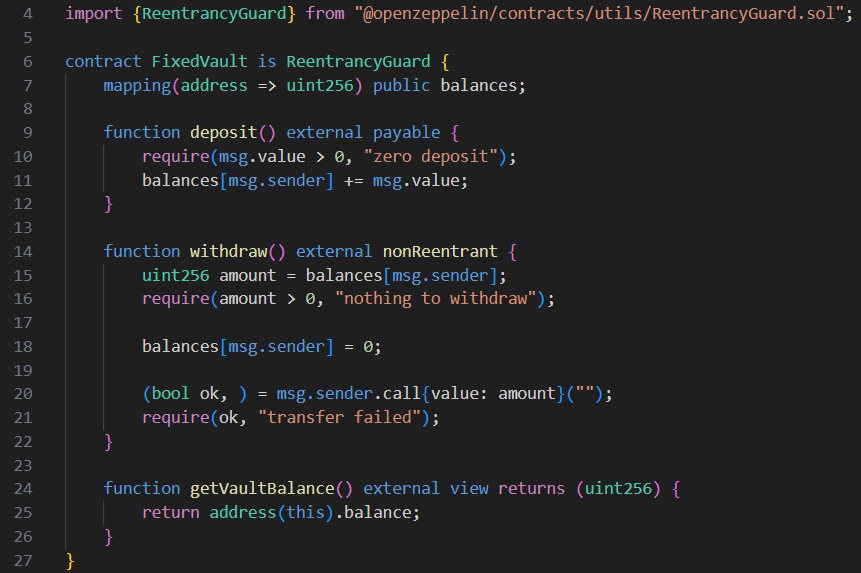 4 import {ReentrancyGuard} from "@openzeppelin/contracts/utils/ReentrancyGuard.sol";
5
6 contract FixedVault is ReentrancyGuard {
7     mapping(address => uint256) public balances;
8
9     function deposit() external payable {
10         require(msg.value > 0, "zero deposit");
11         balances[msg.sender] += msg.value;
12     }
13
14     function withdraw() external nonReentrant {
15         uint256 amount = balances[msg.sender];
16         require(amount > 0, "nothing to withdraw");
17
18         balances[msg.sender] = 0;
19
20         (bool ok, ) = msg.sender.call{value: amount}("");
21         require(ok, "transfer failed");
22     }
23
24     function getVaultBalance() external view returns (uint256) {
25         return address(this).balance;
26     }
27 }